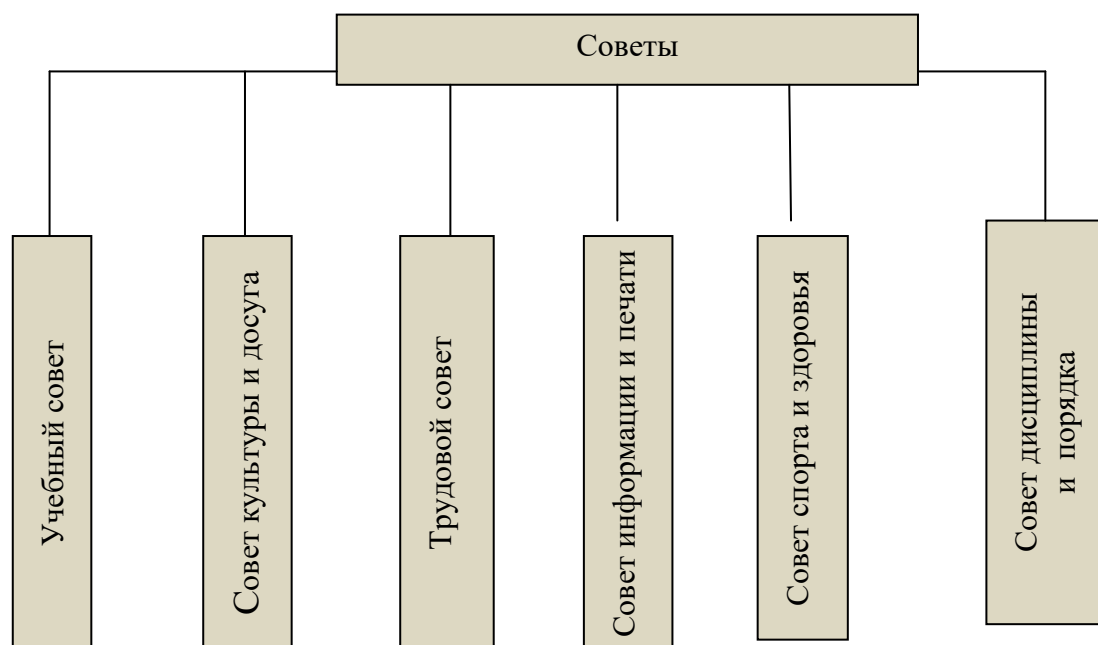 Советы
Учебный совет
Совет культуры и досуга
Трудовой совет
Совет информации и печати
Совет спорта и здоровья
Совет дисциплины
и порядка